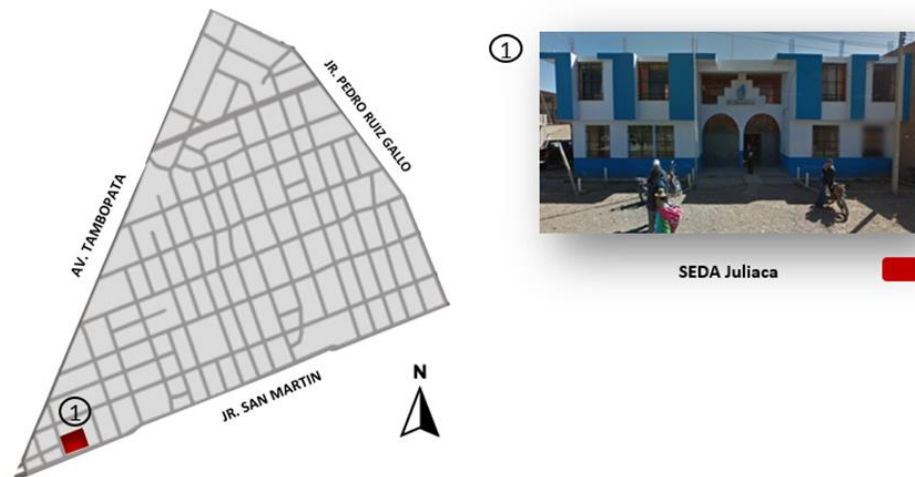 JR. PEDRO RUIZ GALLO
AV. TAMBOPATA
JR. SAN MARTIN
1
N
1
SEDA Juliaca